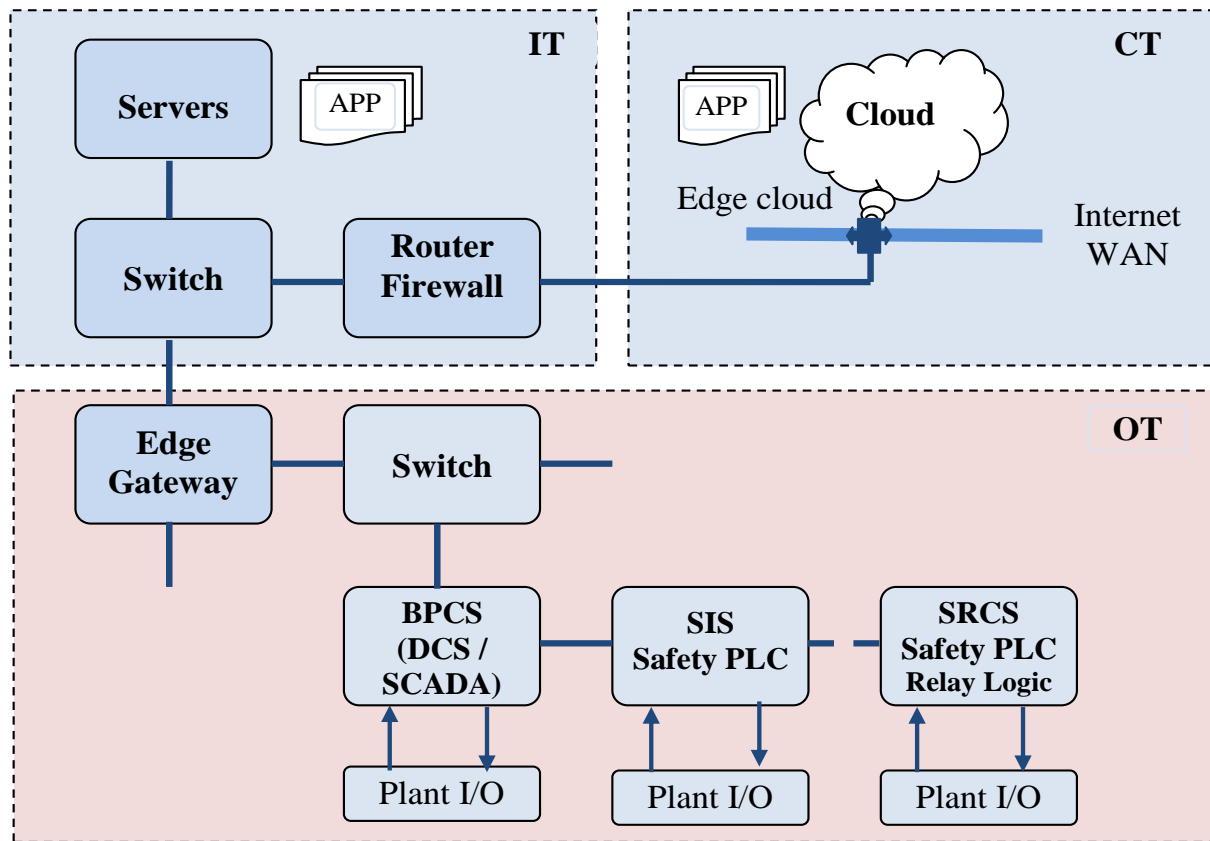 IT
Servers
APP
Switch
Router
Firewall
CT
APP
Cloud
Edge cloud
Internet
WAN
OT
Edge
Gateway
Switch
BPCS
(DCS /
SCADA)
SIS
Safety PLC
SRCS
Safety PLC
Relay Logic
Plant I/O
Plant I/O
Plant I/O